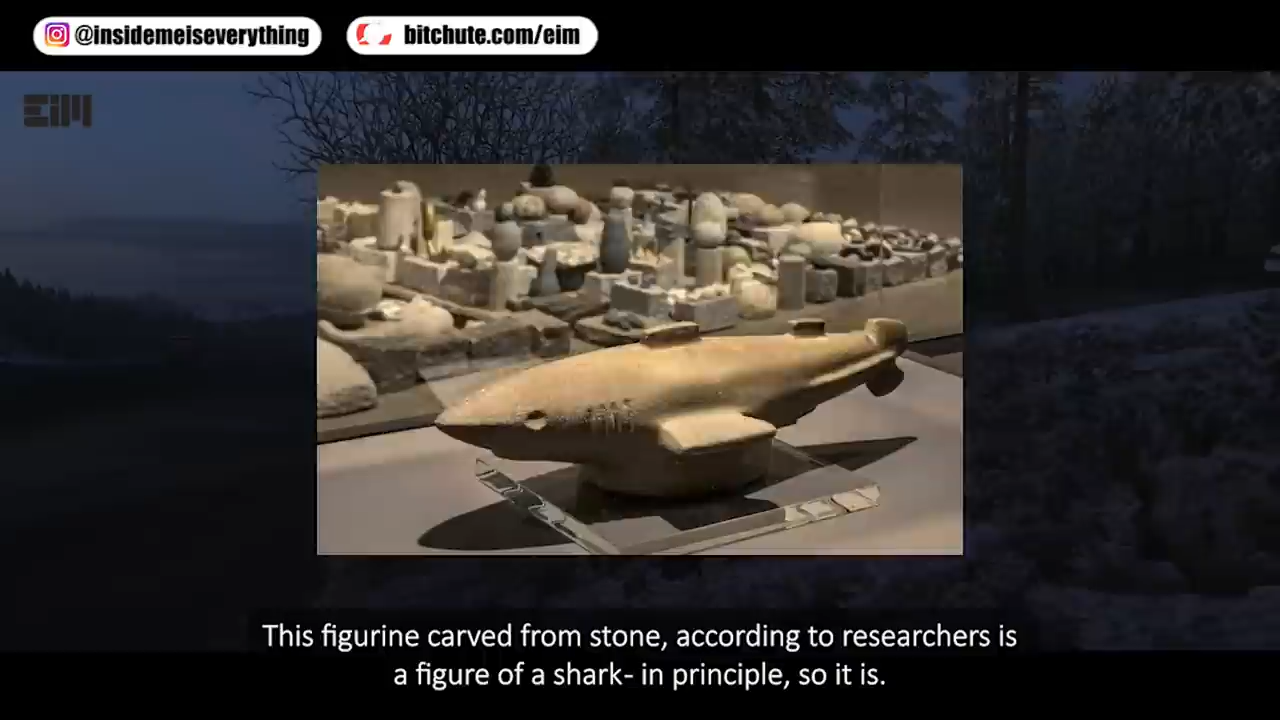 @insidemeiseverything
bitchute.com/eim
EIM
This figurine carved from stone, according to researchers is
a figure of a shark- in principle, so it is.